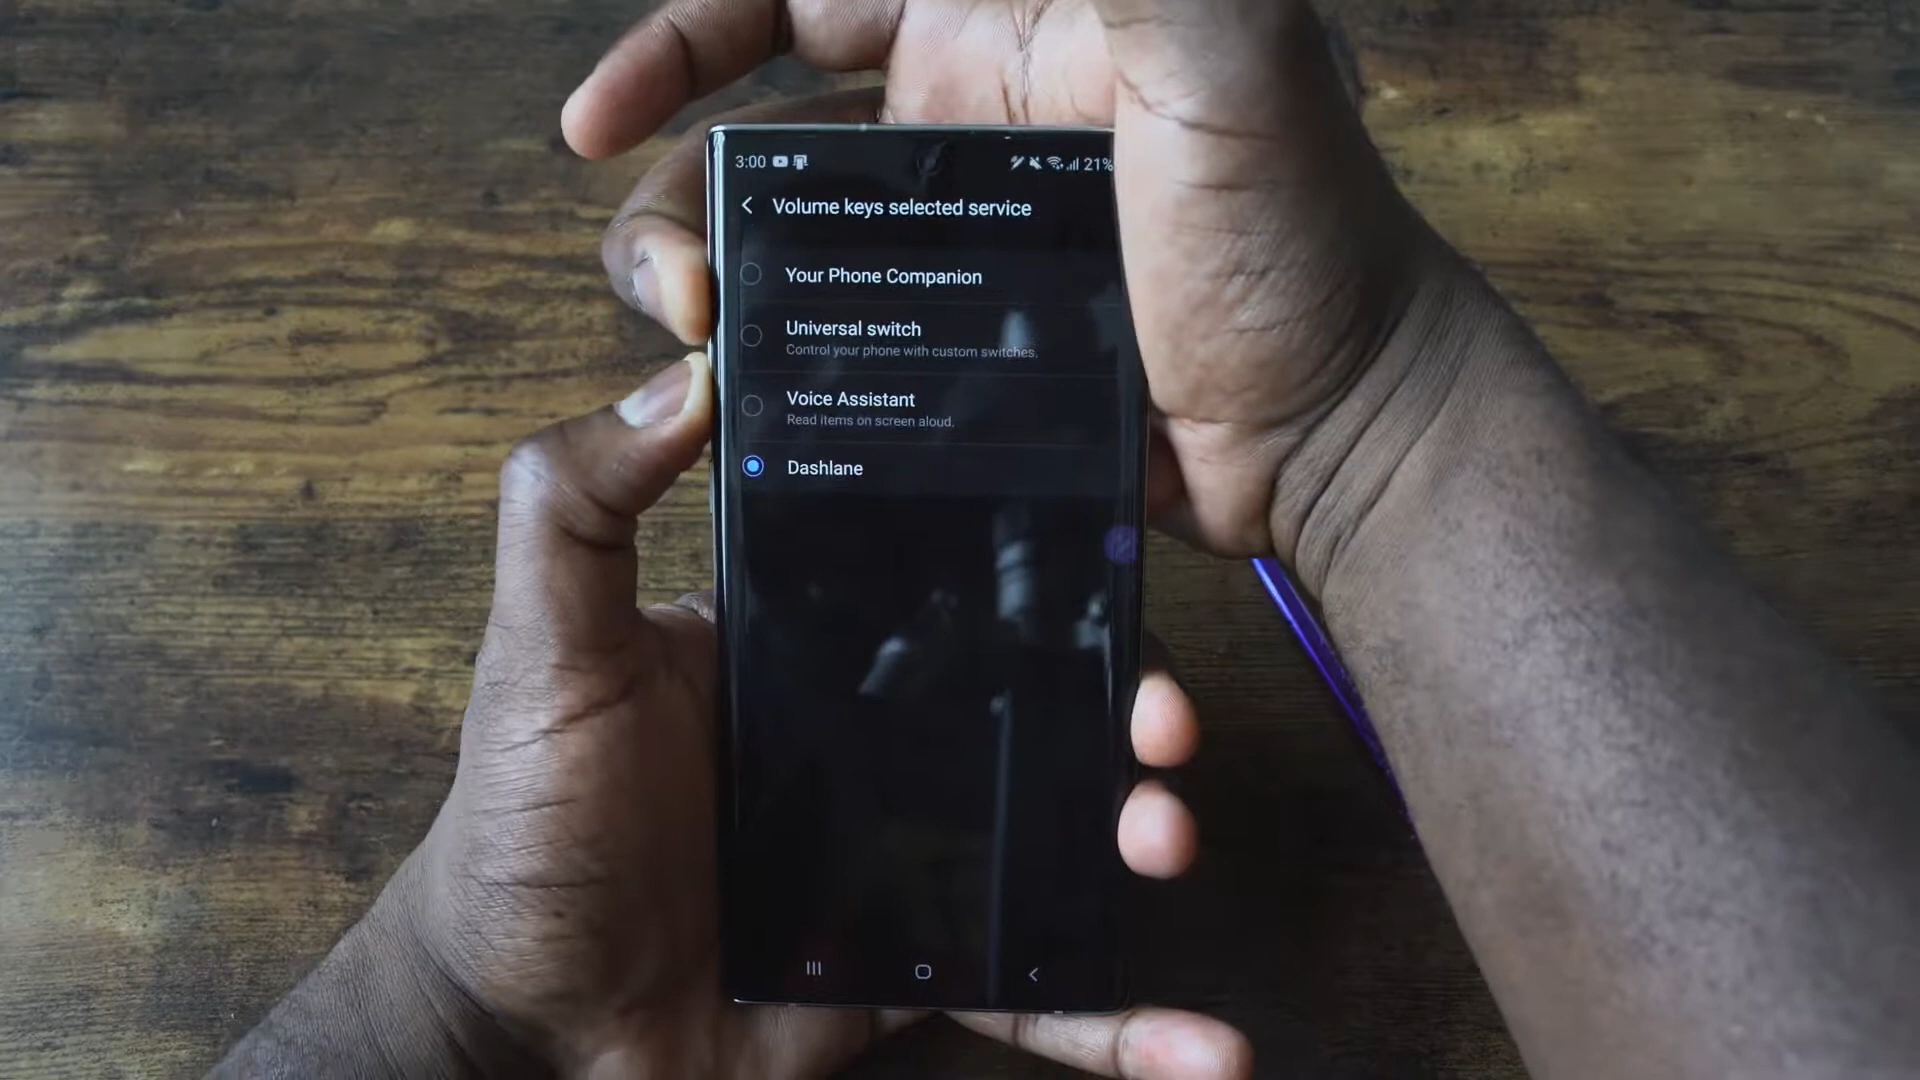 3:00 21%
Volume keys selected service
Your Phone Companion
Universal switch
Control your phone with custom switches.
Voice Assistant
Read items on screen aloud.
Dashlane